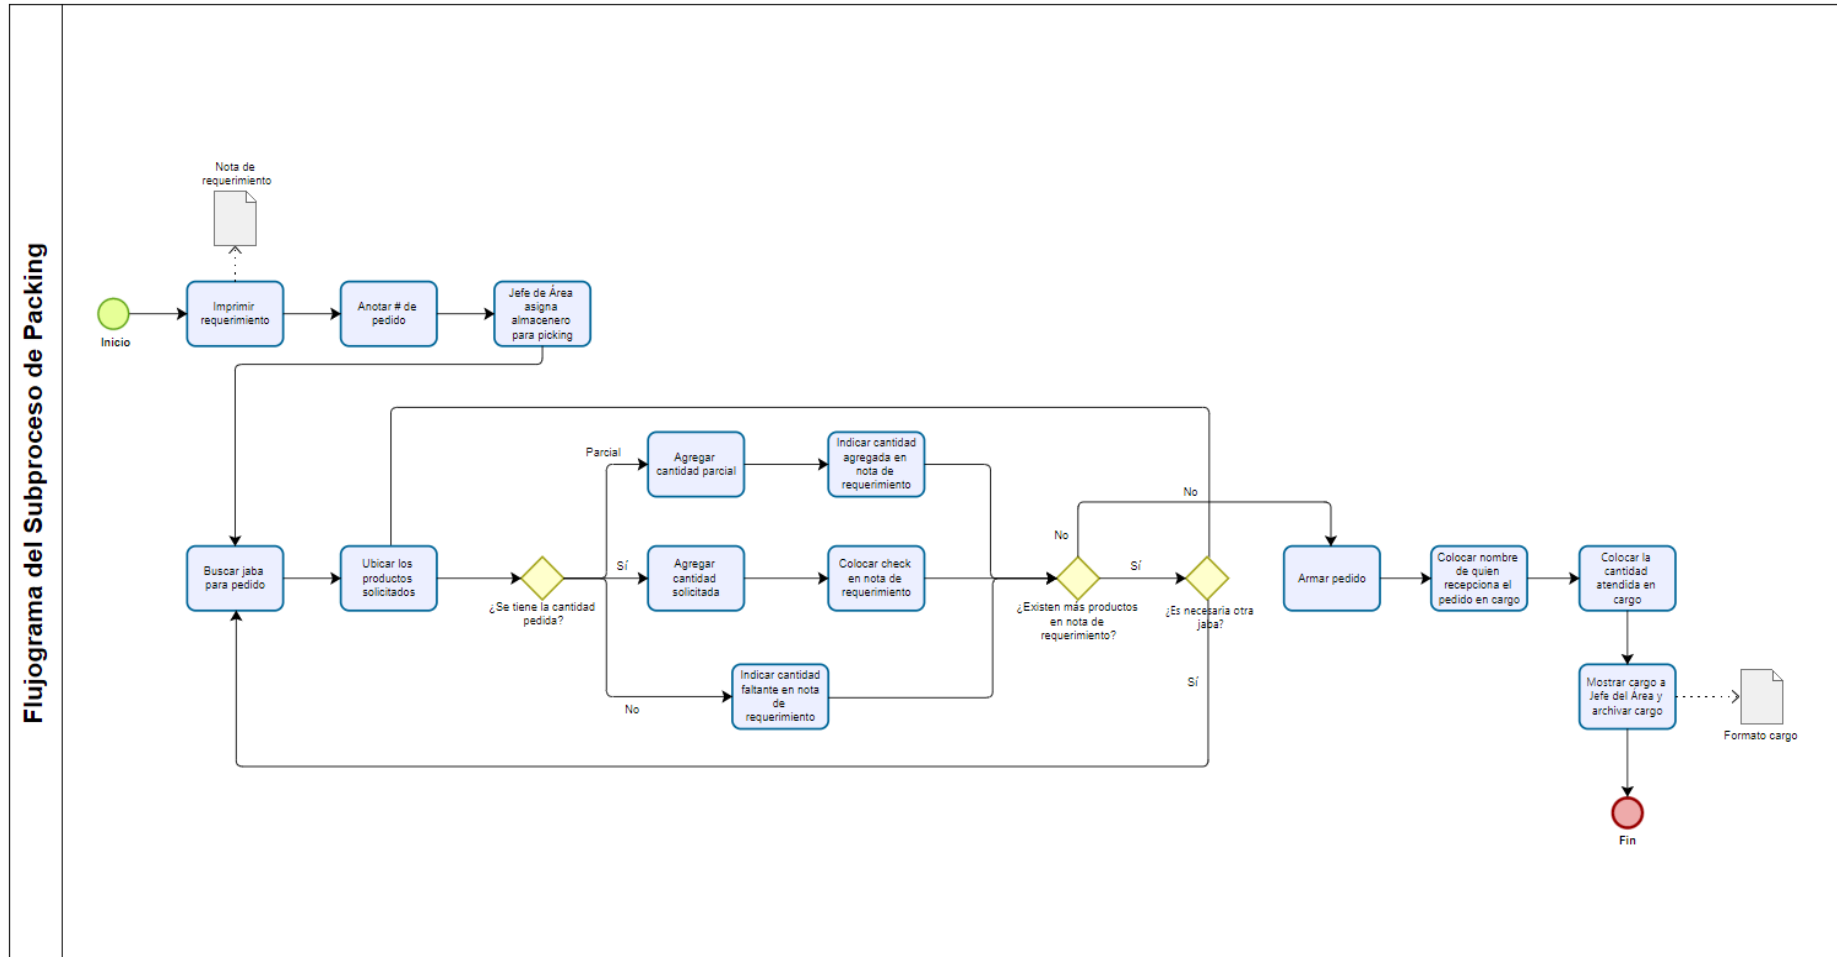 Flujograma del Subproceso de Packing
Nota de
requerimiento
Inicio
Imprimir
requerimiento
Anotar # de
pedido
Jefe de Área
asigna
almacenero
para picking
Buscar jaba
para pedido
Ubicar los
productos
solicitados
¿Se tiene la cantidad
pedida?
Parcial
Agregar
cantidad parcial
Indicar cantidad
agregada en
nota de
requerimiento
Sí
Agregar
cantidad
solicitada
Colocar check
en nota de
requerimiento
No
Indicar cantidad
faltante en nota
de
requerimiento
¿Existen más productos
en nota de
requerimiento?
No
No
Sí
¿Es necesaria otra
jaba?
Sí
Armar pedido
Colocar nombre
de quien
recepciona el
pedido en cargo
Colocar la
cantidad
atendida en
cargo
Mostrar cargo a
Jefe del Área y
archivar cargo
Formato cargo
Fin